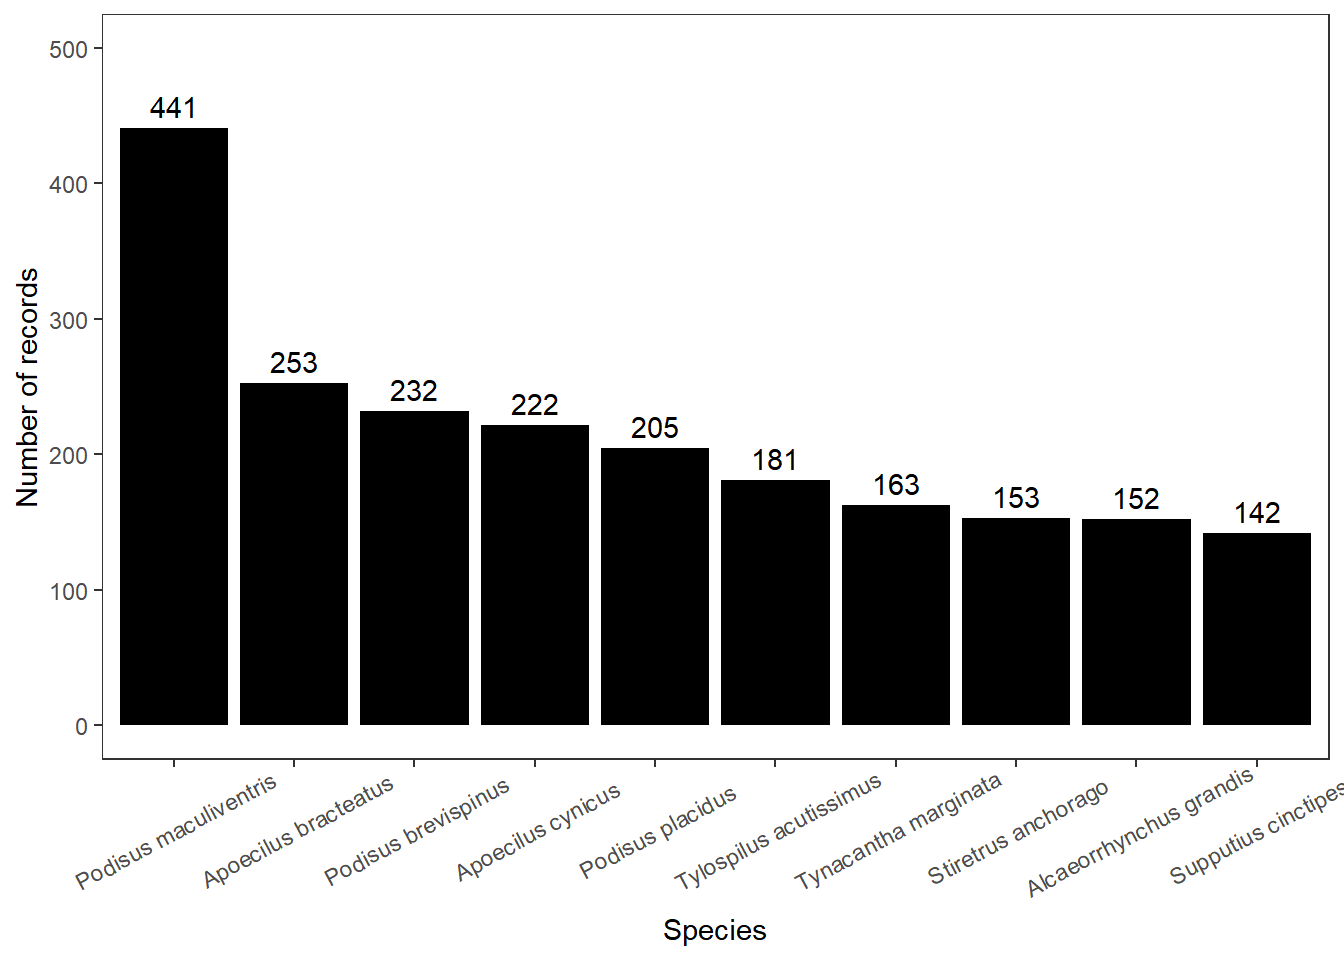 500
400
300
200
100
0
Number of records
441
253
232
222
205
181
163
153
152
142
Podisus maculiventris
Apoecilus bracteatus
Podisus brevispinus
Apoecilus cynicus
Podisus placidus
Tylospilus acutissimus
Tynacantha marginata
Stiretrus anchorago
Alcaeorrhynchus grandis
Supputius cinctipes
Species